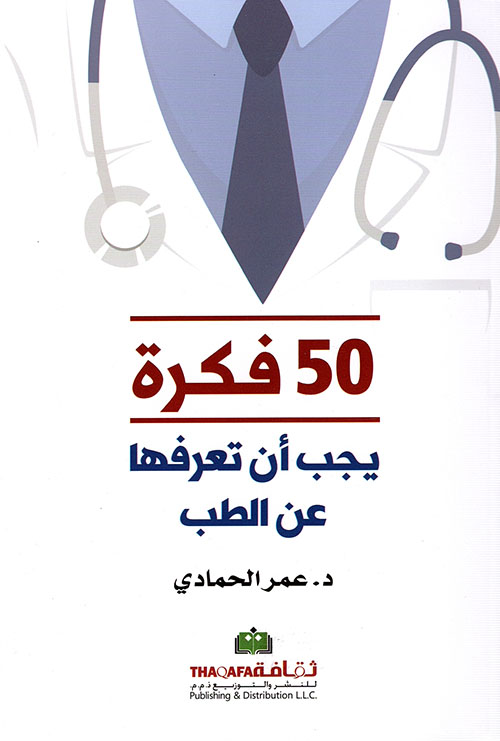 50 فكرة
يجب أن تعرفها
عن الطب
د. عمر الحمادي
THAQAFA ثقافة
للنشر والتوزيع ذ.م.م.
Publishing & Distribution L.L.C.